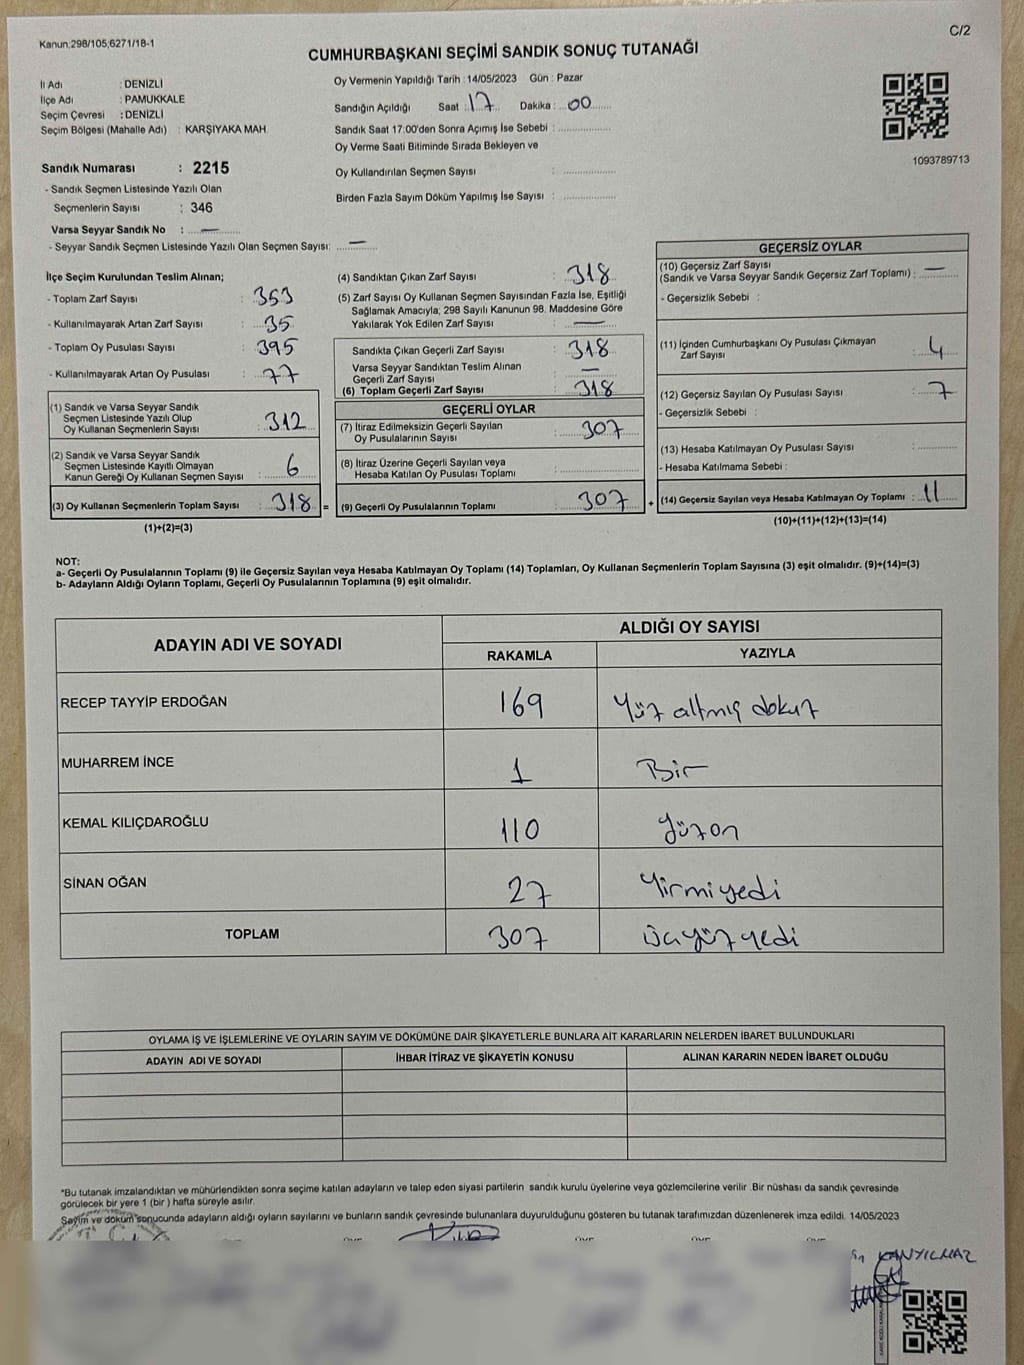 Kanun;298/105;6271/18-1
C/2
CUMHURBAŞKANI SEÇİMİ SANDIK SONUÇ TUTANAĞI
İl Adı : DENİZLİ
İlçe Adı : PAMUKKALE
Seçim Çevresi : DENİZLİ
Seçim Bölgesi (Mahalle Adı) : KARŞIYAKA MAH.
Sandık Numarası : 2215
- Sandık Seçmen Listesinde Yazılı Olan
Seçmenlerin Sayısı : 346
Varsa Seyyar Sandık No : —
- Seyyar Sandık Seçmen Listesinde Yazılı Olan Seçmen Sayısı: —
Oy Vermenin Yapıldığı Tarih : 14/05/2023 Gün : Pazar
Sandığın Açıldığı Saat : 17 Dakika : 00
Sandık Saat 17:00'den Sonra Açımış İse Sebebi :
Oy Verme Saati Bitiminde Sırada Bekleyen ve
Oy Kullandırılan Seçmen Sayısı :
Birden Fazla Sayım Döküm Yapılmış İse Sayısı :
1093789713
İlçe Seçim Kurulundan Teslim Alınan;
- Toplam Zarf Sayısı : 353
- Kullanılmayarak Artan Zarf Sayısı : 35
- Toplam Oy Pusulası Sayısı : 395
- Kullanılmayarak Artan Oy Pusulası : 77
(1) Sandık ve Varsa Seyyar Sandık
Seçmen Listesinde Yazılı Olup
Oy Kullanan Seçmenlerin Sayısı : 312
(2) Sandık ve Varsa Seyyar Sandık
Seçmen Listesinde Kayıtlı Olmayan
Kanun Gereği Oy Kullanan Seçmen Sayısı : 6
(3) Oy Kullanan Seçmenlerin Toplam Sayısı : 318 =
(1)+(2)=(3)
(4) Sandıktan Çıkan Zarf Sayısı : 318
(5) Zarf Sayısı Oy Kullanan Seçmen Sayısından Fazla İse, Eşitliği
Sağlamak Amacıyla; 298 Sayılı Kanunun 98. Maddesine Göre
Yakılarak Yok Edilen Zarf Sayısı : —
Sandıkta Çıkan Geçerli Zarf Sayısı : 318
Varsa Seyyar Sandıktan Teslim Alınan
Geçerli Zarf Sayısı : —
(6) Toplam Geçerli Zarf Sayısı : 318
GEÇERLİ OYLAR
(7) İtiraz Edilmeksizin Geçerli Sayılan
Oy Pusulalarının Sayısı : 307
(8) İtiraz Üzerine Geçerli Sayılan veya
Hesaba Katılan Oy Pusulası Toplamı :
(9) Geçerli Oy Pusulalarının Toplamı : 307 +
GEÇERSİZ OYLAR
(10) Geçersiz Zarf Sayısı
(Sandık ve Varsa Seyyar Sandık Geçersiz Zarf Toplamı) : —
- Geçersizlik Sebebi :
(11) İçinden Cumhurbaşkanı Oy Pusulası Çıkmayan
Zarf Sayısı : 4
(12) Geçersiz Sayılan Oy Pusulası Sayısı : 7
- Geçersizlik Sebebi :
(13) Hesaba Katılmayan Oy Pusulası Sayısı :
- Hesaba Katılmama Sebebi :
(14) Geçersiz Sayılan veya Hesaba Katılmayan Oy Toplamı : 11
(10)+(11)+(12)+(13)=(14)
NOT:
a- Geçerli Oy Pusulalarının Toplamı (9) ile Geçersiz Sayılan veya Hesaba Katılmayan Oy Toplamı (14) Toplamları, Oy Kullanan Seçmenlerin Toplam Sayısına (3) eşit olmalıdır. (9)+(14)=(3)
b- Adayların Aldığı Oyların Toplamı, Geçerli Oy Pusulalarının Toplamına (9) eşit olmalıdır.
ADAYIN ADI VE SOYADI
ALDIĞI OY SAYISI
RAKAMLA YAZIYLA
RECEP TAYYİP ERDOĞAN 169 Yüz altmış dokuz
MUHARREM İNCE 1 Bir
KEMAL KILIÇDAROĞLU 110 Yüzon
SİNAN OĞAN 27 Yirmiyedi
TOPLAM 307 üçyüzyedi
OYLAMA İŞ VE İŞLEMLERİNE VE OYLARIN SAYIM VE DÖKÜMÜNE DAİR ŞİKAYETLERLE BUNLARA AİT KARARLARIN NELERDEN İBARET BULUNDUKLARI
ADAYIN ADI VE SOYADI İHBAR İTİRAZ VE ŞİKAYETİN KONUSU ALINAN KARARIN NEDEN İBARET OLDUĞU
*Bu tutanak imzalandıktan ve mühürlendikten sonra seçime katılan adayların ve talep eden siyasi partilerin sandık kurulu üyelerine veya gözlemcilerine verilir .Bir nüshası da sandık çevresinde
görülecek bir yere 1 (bir ) hafta süreyle asılır.
Sayım ve döküm sonucunda adayların aldığı oyların sayılarını ve bunların sandık çevresinde bulunanlara duyurulduğunu gösteren bu tutanak tarafımızdan düzenlenerek imza edildi. 14/05/2023
KANYILMAZ